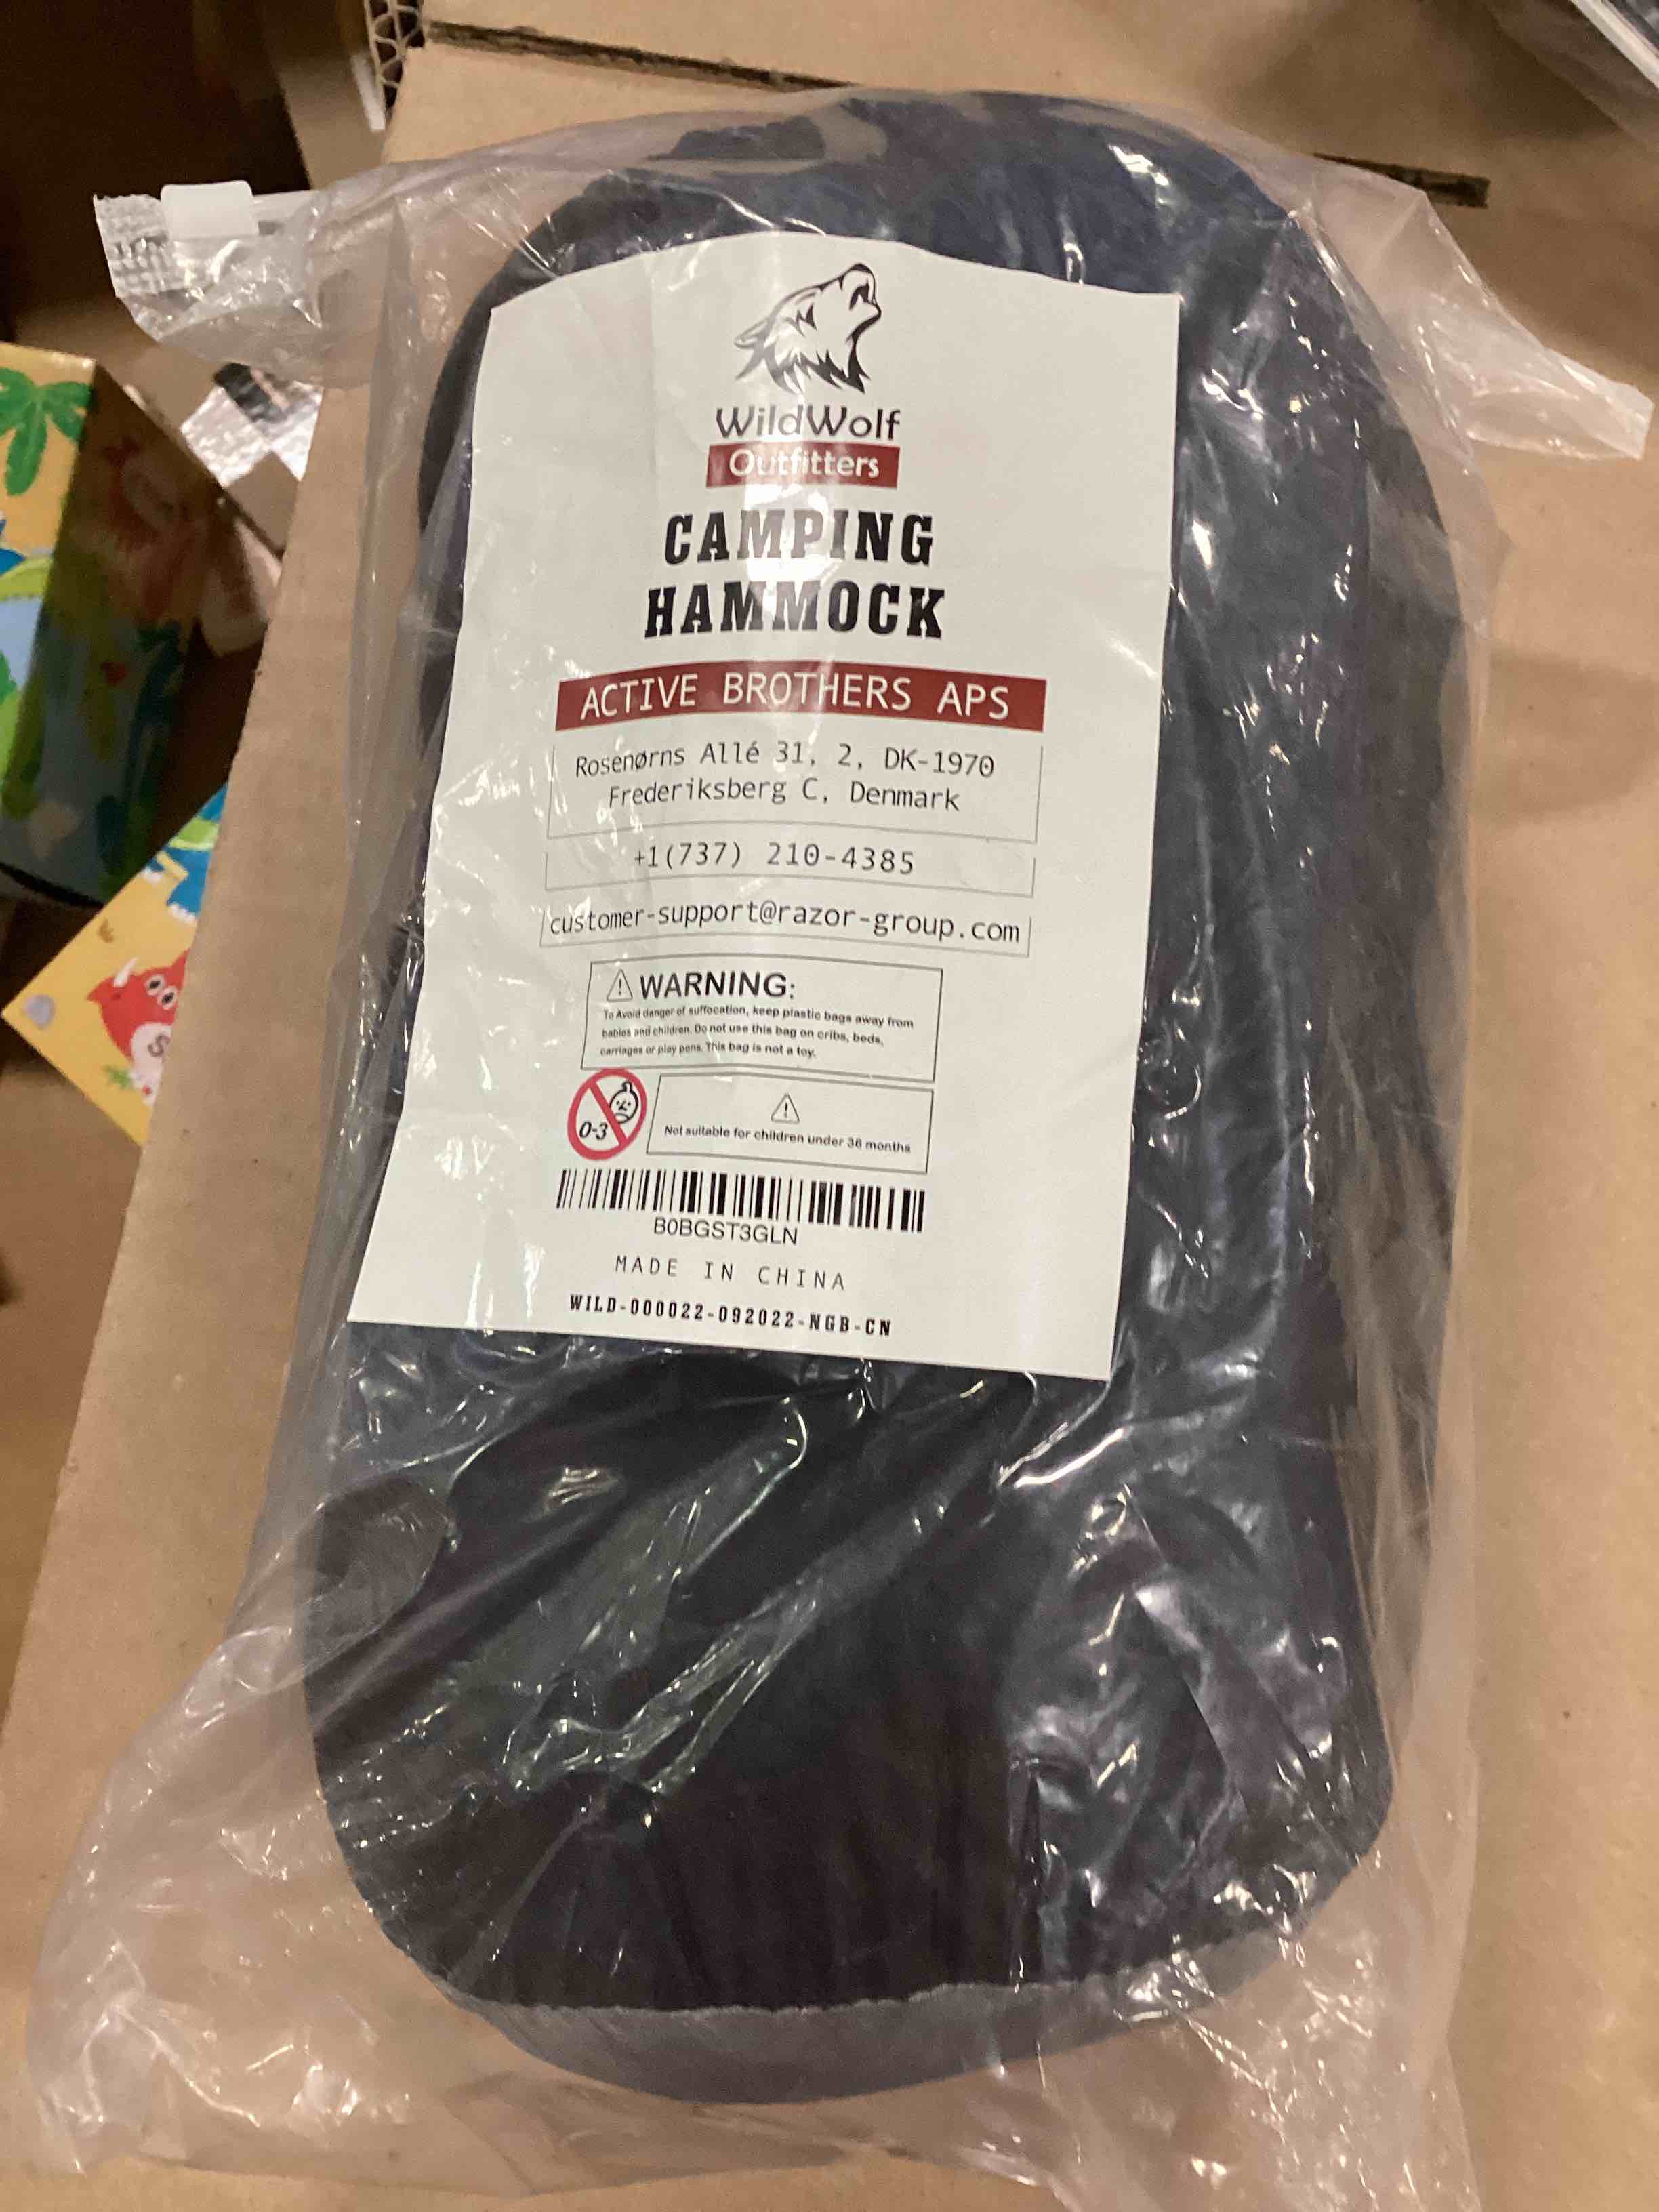 WildWolf
Outfitters
CAMPING
HAMMOCK
ACTIVE BROTHERS APS
Rosenørns Allé 31, 2, DK-1970
Frederiksberg C, Denmark
+1(737) 210-4385
customer-support@razor-group.com
⚠ WARNING:
To Avoid danger of suffocation, keep plastic bags away from
babies and children. Do not use this bag on cribs, beds,
carriages or play pens. This bag is not a toy.
0-3
Not suitable for children under 36 months
B0BGST3GLN
MADE IN CHINA
WILD-000022-092022-NGB-CN